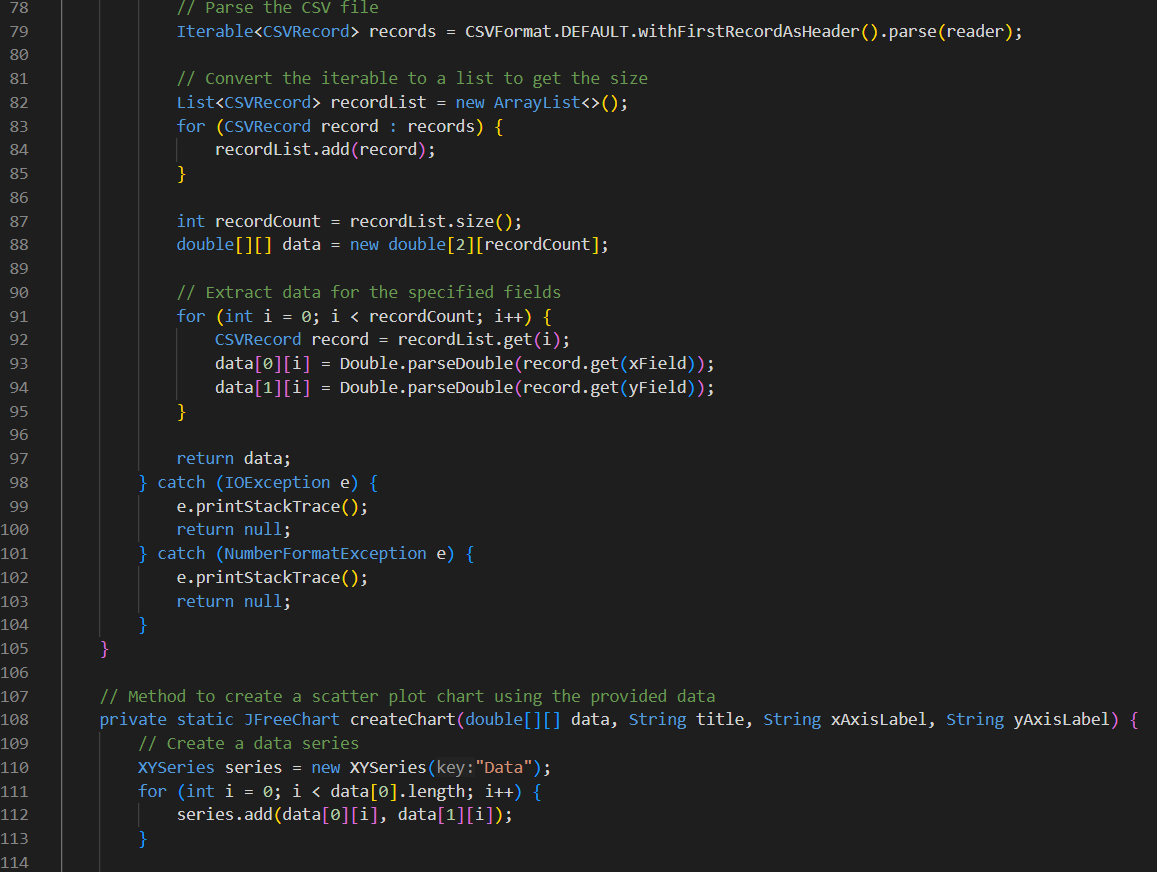 78 // Parse the CSV file
79 Iterable<CSVRecord> records = CSVFormat.DEFAULT.withFirstRecordAsHeader().parse(reader);
80
81 // Convert the iterable to a list to get the size
82 List<CSVRecord> recordList = new ArrayList<>();
83 for (CSVRecord record : records) {
84 recordList.add(record);
85 }
86
87 int recordCount = recordList.size();
88 double[][] data = new double[2][recordCount];
89
90 // Extract data for the specified fields
91 for (int i = 0; i < recordCount; i++) {
92 CSVRecord record = recordList.get(i);
93 data[0][i] = Double.parseDouble(record.get(xField));
94 data[1][i] = Double.parseDouble(record.get(yField));
95 }
96
97 return data;
98 } catch (IOException e) {
99 e.printStackTrace();
100 return null;
101 } catch (NumberFormatException e) {
102 e.printStackTrace();
103 return null;
104 }
105 }
106
107 // Method to create a scatter plot chart using the provided data
108 private static JFreeChart createChart(double[][] data, String title, String xAxisLabel, String yAxisLabel) {
109 // Create a data series
110 XYSeries series = new XYSeries(key:"Data");
111 for (int i = 0; i < data[0].length; i++) {
112 series.add(data[0][i], data[1][i]);
113 }
114